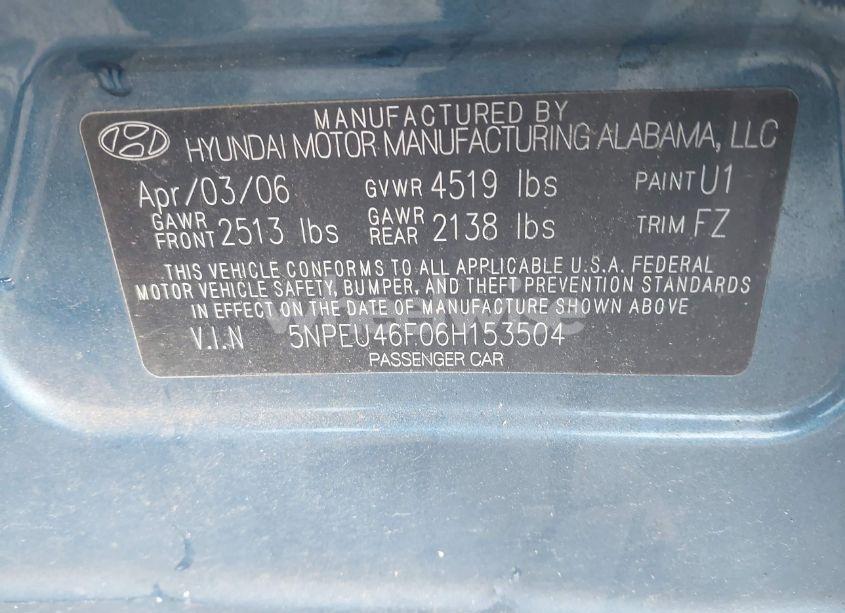 MANUFACTURED BY
HYUNDAI MOTOR MANUFACTURING ALABAMA, LLC
Apr/03/06 GVWR 4519 lbs PAINT U1
GAWR FRONT 2513 lbs GAWR REAR 2138 lbs TRIM FZ
THIS VEHICLE CONFORMS TO ALL APPLICABLE U.S.A. FEDERAL
MOTOR VEHICLE SAFETY, BUMPER, AND THEFT PREVENTION STANDARDS
IN EFFECT ON THE DATE OF MANUFACTURE SHOWN ABOVE.
V.I.N 5NPEU46F06H153504
PASSENGER CAR